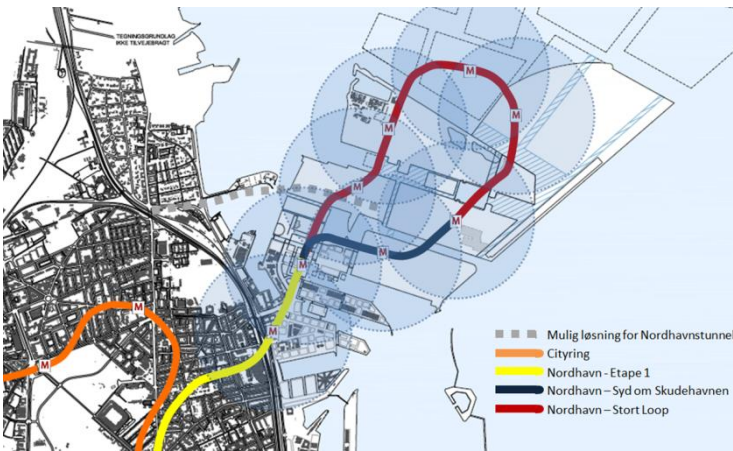 TEGNINGSGRUNDLAG
IKKE TILVEJEBRAGT
M
M
M
M
M
M
M
M
M
M
Mulig løsning for Nordhavnstunnel
Cityring
Nordhavn - Etape 1
Nordhavn – Syd om Skudehavnen
Nordhavn – Stort Loop